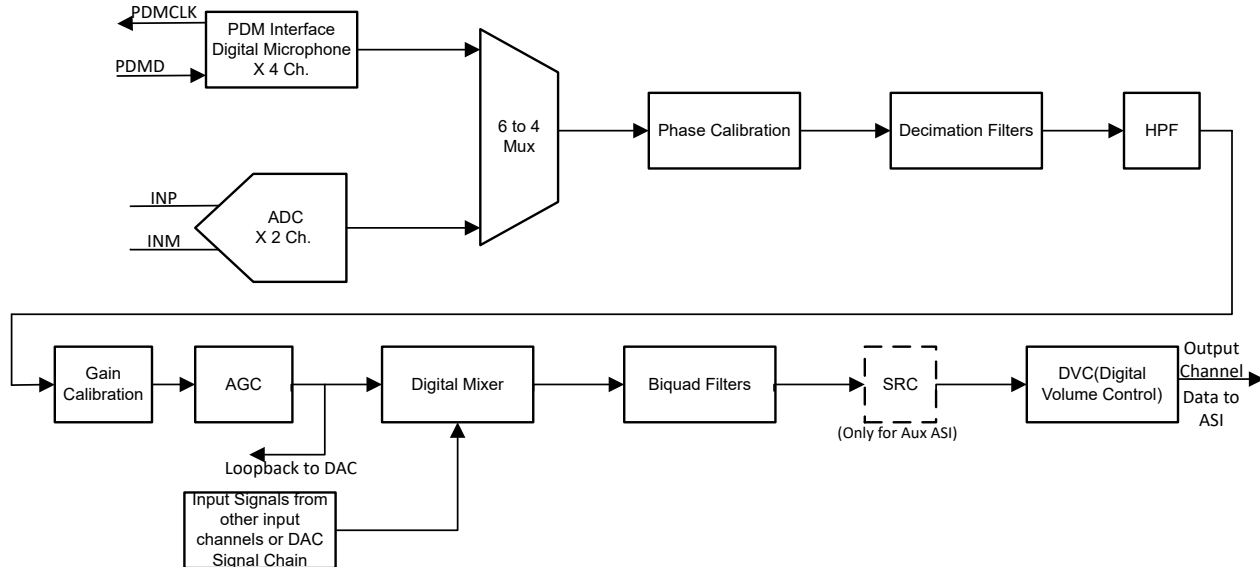 PDMCLK
PDMD
PDM Interface
Digital Microphone
X 4 Ch.
INP
INM
ADC
X 2 Ch.
6 to 4
Mux
Phase Calibration
Decimation Filters
HPF
Gain
Calibration
AGC
Loopback to DAC
Digital Mixer
Input Signals from
other input
channels or DAC
Signal Chain
Biquad Filters
SRC
(Only for Aux ASI)
DVC(Digital
Volume Control)
Output
Channel
Data to
ASI